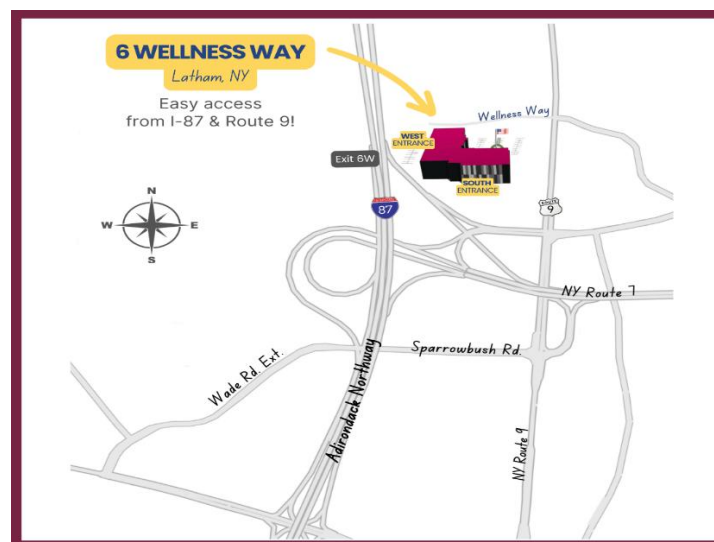 6 WELLNESS WAY
Latham, NY
Easy access
from I-87 & Route 9!
Wellness Way
WEST
ENTRANCE
Exit 6W
SOUTH
ENTRANCE
87
9
N
W
E
S
NY Route 7
Sparrowbush Rd.
Wade Rd. Ext.
Adirondack Northway
NY Route 9